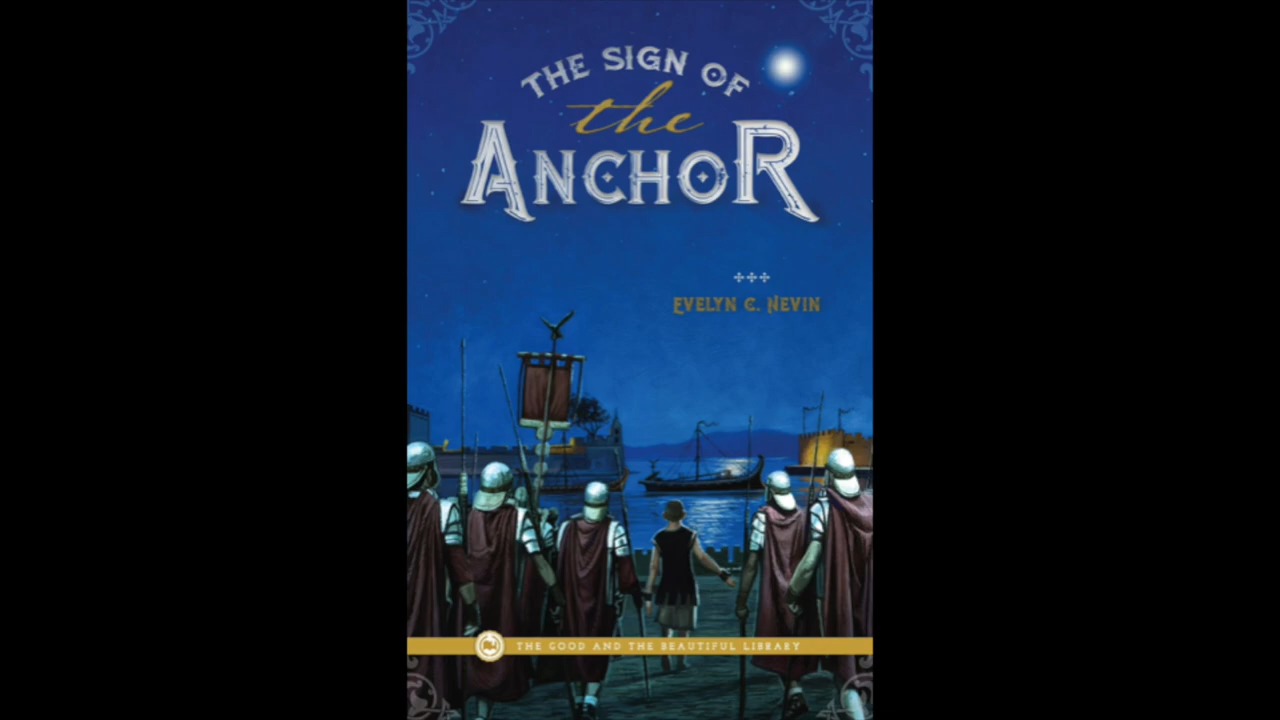 THE SIGN OF
the
ANCHOR
EVELYN C. NEVIN
THE GOOD AND THE BEAUTIFUL LIBRARY